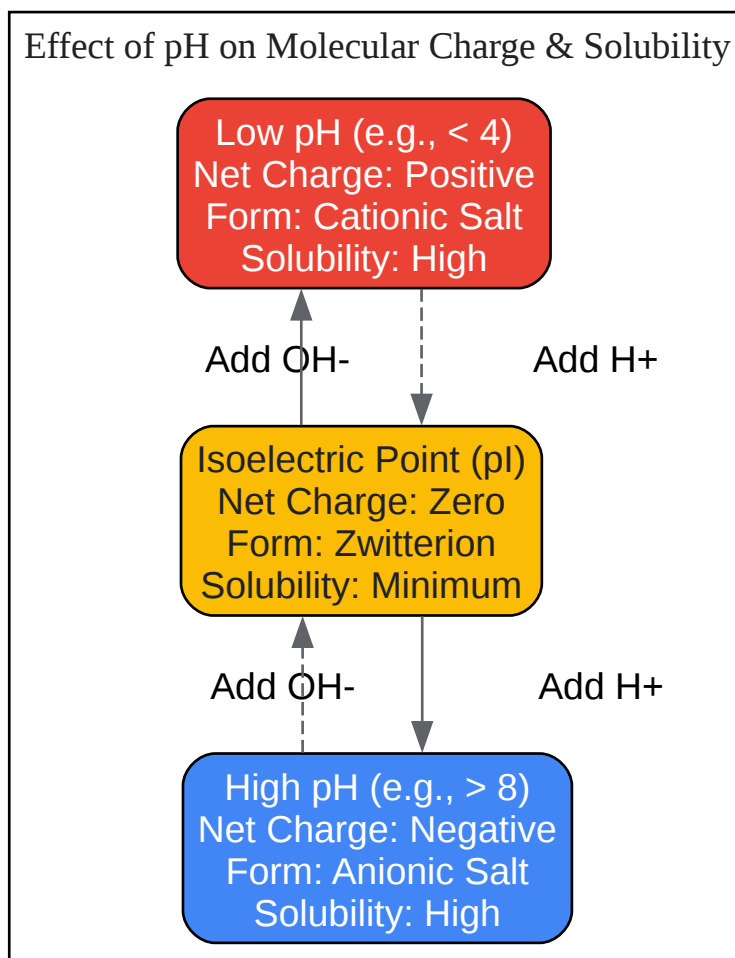 Effect of pH on Molecular Charge & Solubility
Low pH (e.g., < 4)
Net Charge: Positive
Form: Cationic Salt
Solubility: High
Add OH-
Add H+
Isoelectric Point (pI)
Net Charge: Zero
Form: Zwitterion
Solubility: Minimum
Add OH-
Add H+
High pH (e.g., > 8)
Net Charge: Negative
Form: Anionic Salt
Solubility: High